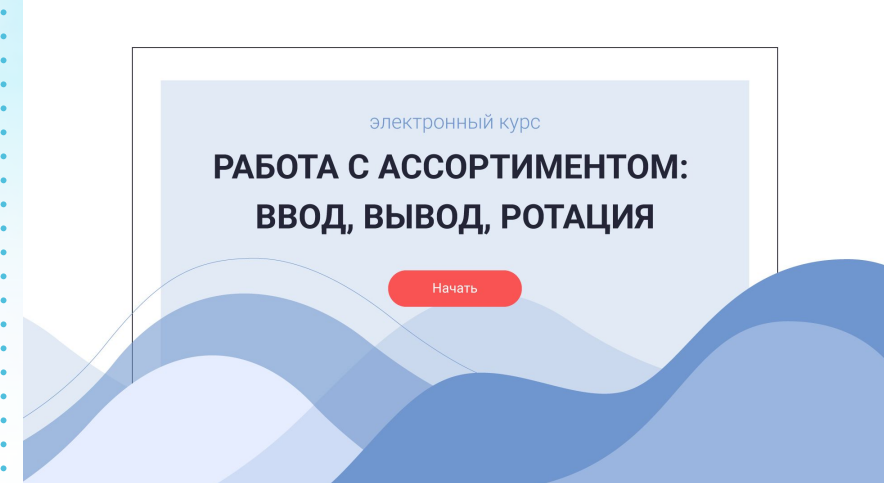 электронный курс
РАБОТА С АССОРТИМЕНТОМ:
ВВОД, ВЫВОД, РОТАЦИЯ
Начать